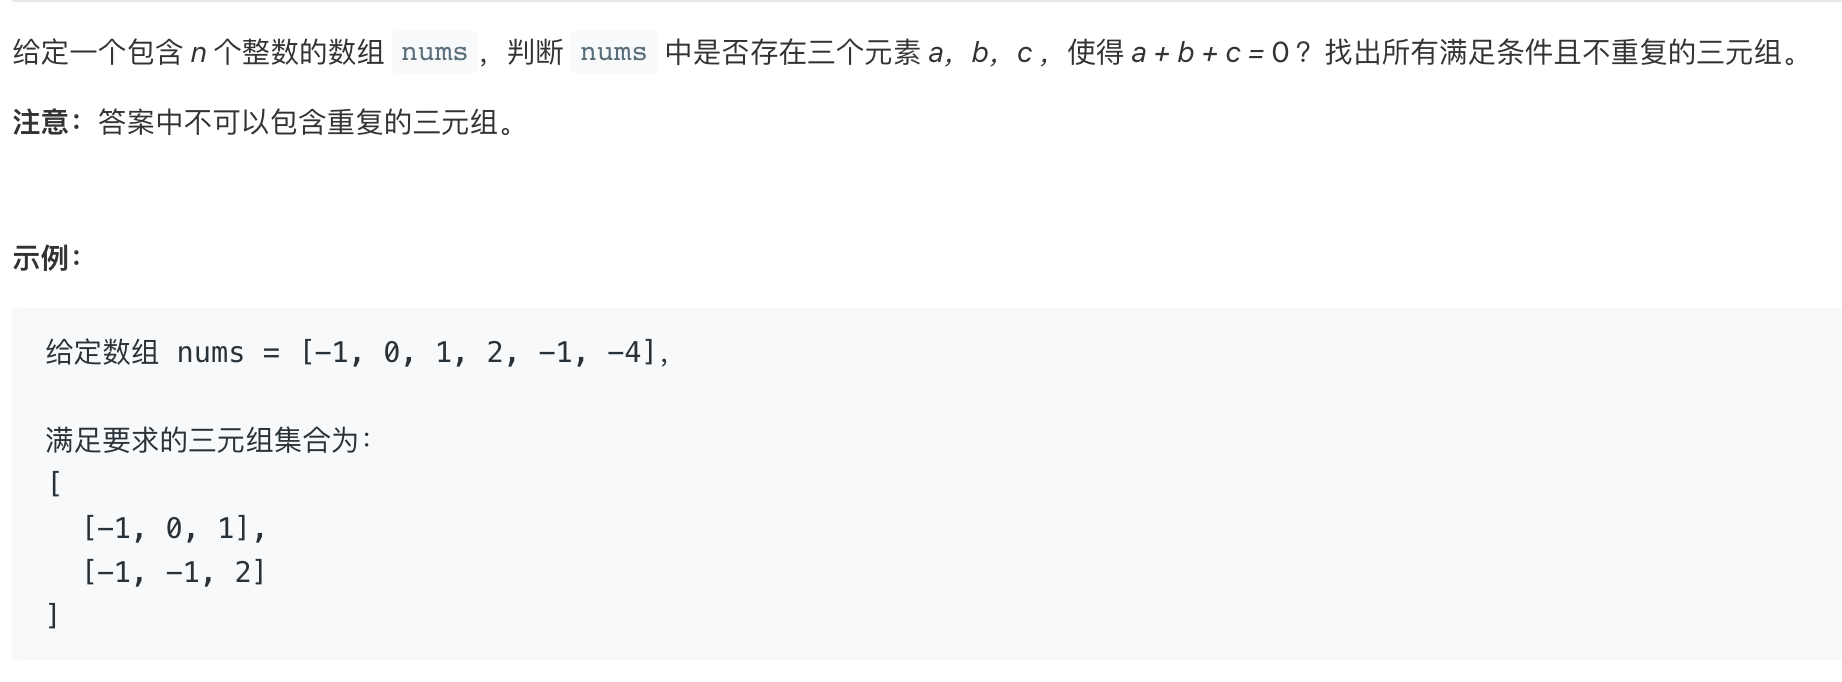 给定一个包含 n 个整数的数组 nums，判断 nums 中是否存在三个元素 a，b，c ，使得 a + b + c = 0 ？找出所有满足条件且不重复的三元组。
注意：答案中不可以包含重复的三元组。
示例：
给定数组 nums = [-1, 0, 1, 2, -1, -4]，
满足要求的三元组集合为：
[
[-1, 0, 1],
[-1, -1, 2]
]